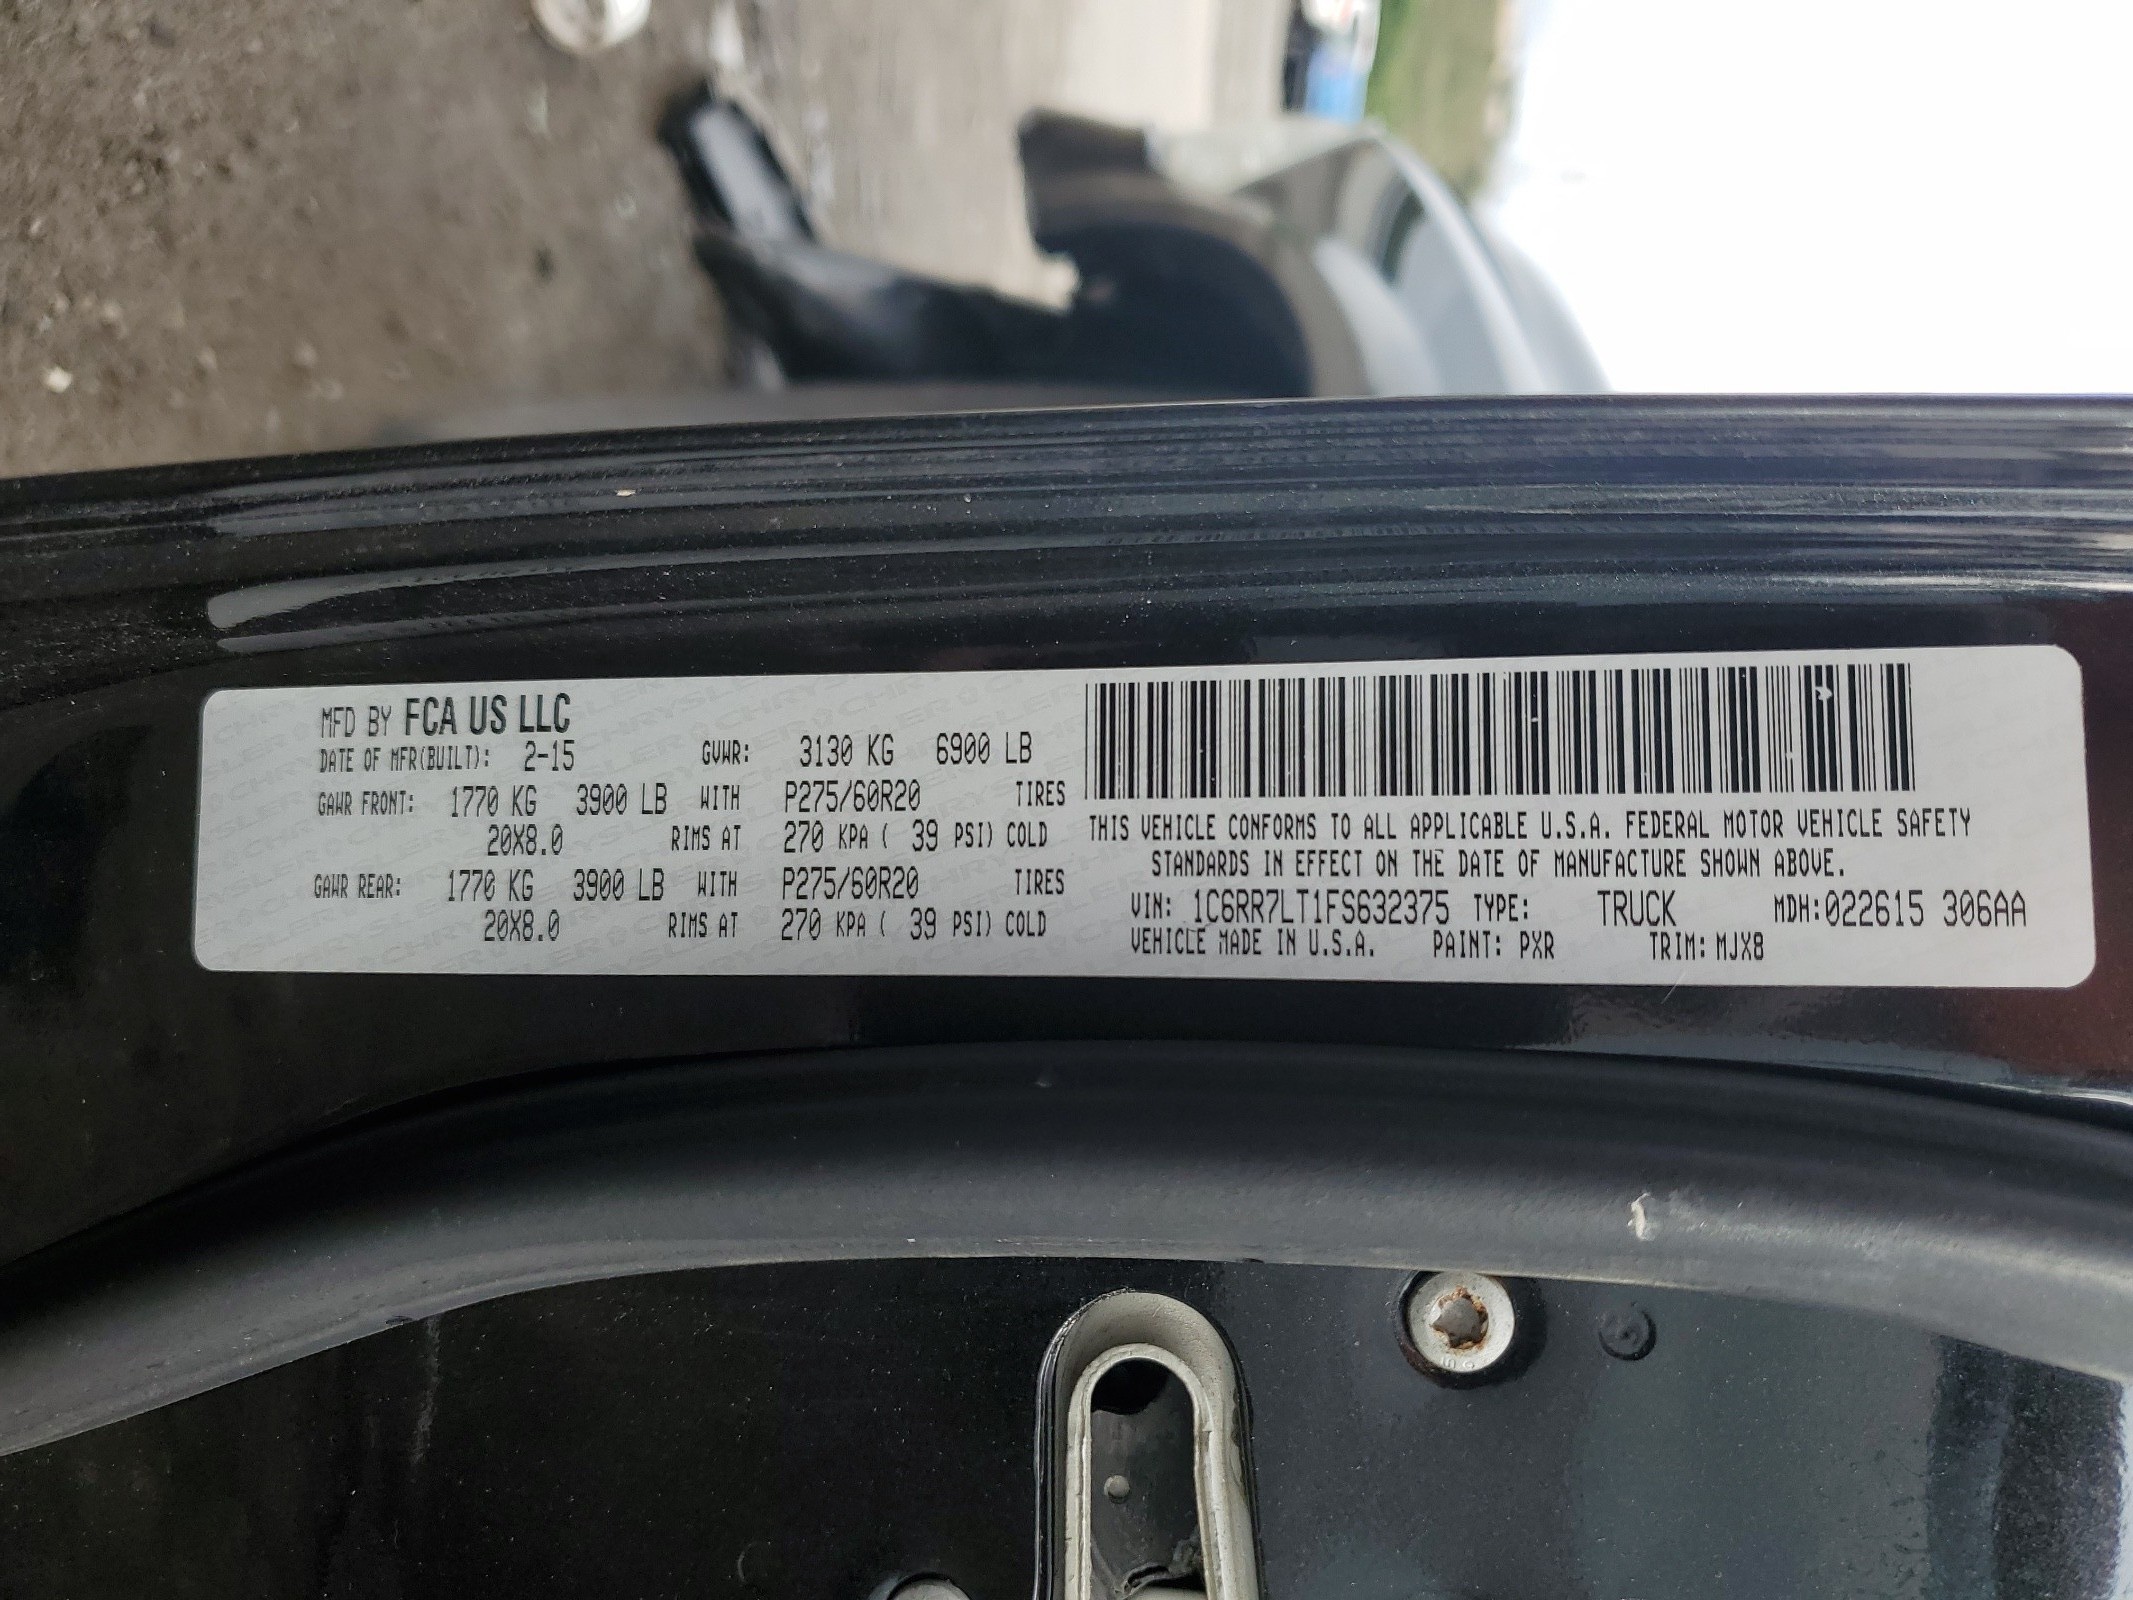 MFD BY FCA US LLC
DATE OF MFR(BUILT): 2-15 GVWR: 3130 KG 6900 LB
GAWR FRONT: 1770 KG 3900 LB WITH P275/60R20 TIRES
20X8.0 RIMS AT 270 KPA ( 39 PSI) COLD
GAWR REAR: 1770 KG 3900 LB WITH P275/60R20 TIRES
20X8.0 RIMS AT 270 KPA ( 39 PSI) COLD
THIS VEHICLE CONFORMS TO ALL APPLICABLE U.S.A. FEDERAL MOTOR VEHICLE SAFETY
STANDARDS IN EFFECT ON THE DATE OF MANUFACTURE SHOWN ABOVE.
VIN: 1C6RR7LT1FS632375 TYPE: TRUCK MDH:022615 306AA
VEHICLE MADE IN U.S.A. PAINT: PXR TRIM: MJX8